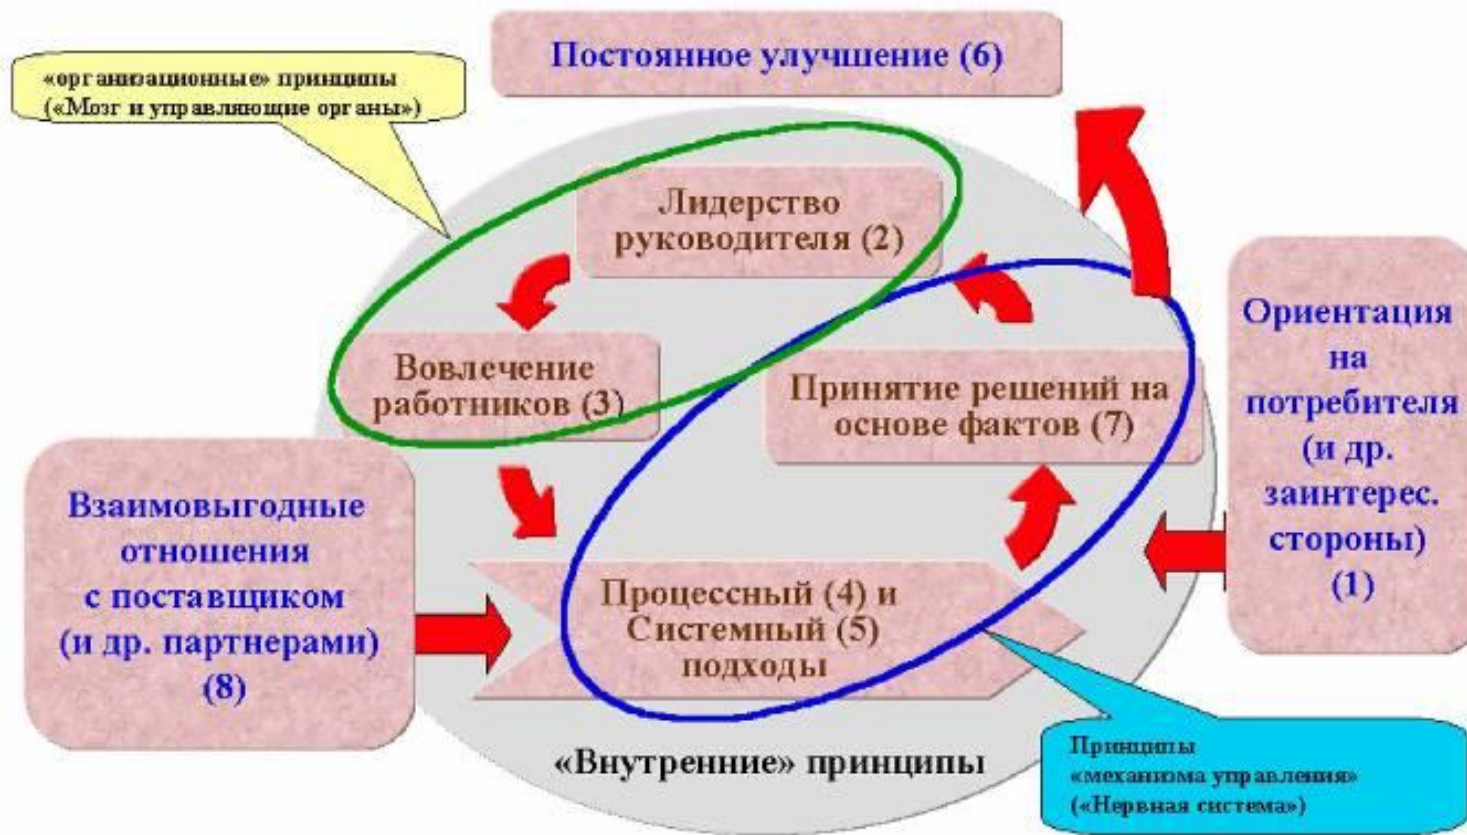 Постоянное улучшение (6)
«организационные» принципы
(«Мозг и управляющие органы»)
Лидерство
руководителя (2)
Вовлечение
работников (3)
Принятие решений на
основе фактов (7)
Ориентация
на
потребителя
(и др.
заинтерес.
стороны)
(1)
Взаимовыгодные
отношения
с поставщиком
(и др. партнерами)
(8)
Процессный (4) и
Системный (5)
подходы
«Внутренние» принципы
Принципы
«механизма управления»
(«Нервная система»)